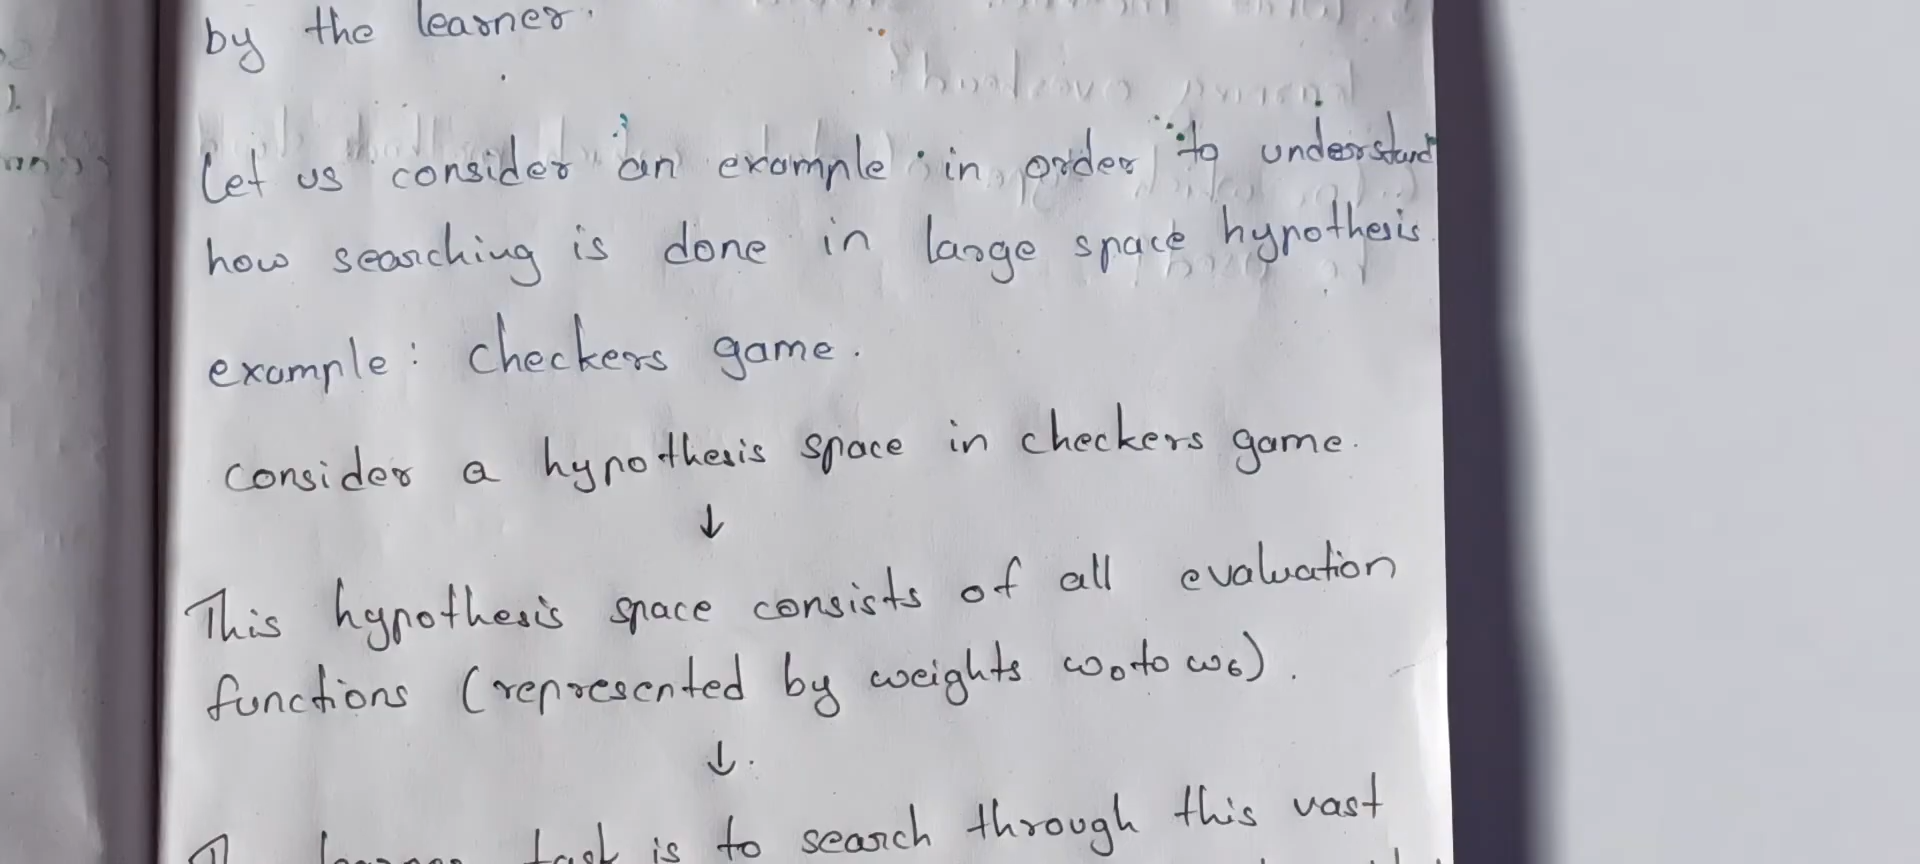 by the learner.
Let us consider an example in order to understand
how searching is done in large space hypothesis.
example: checkers game.
consider a hypothesis space in checkers game.
↓
This hypothesis space consists of all evaluation
functions (represented by weights w0 to w6).
↓.
task is to search through this vast